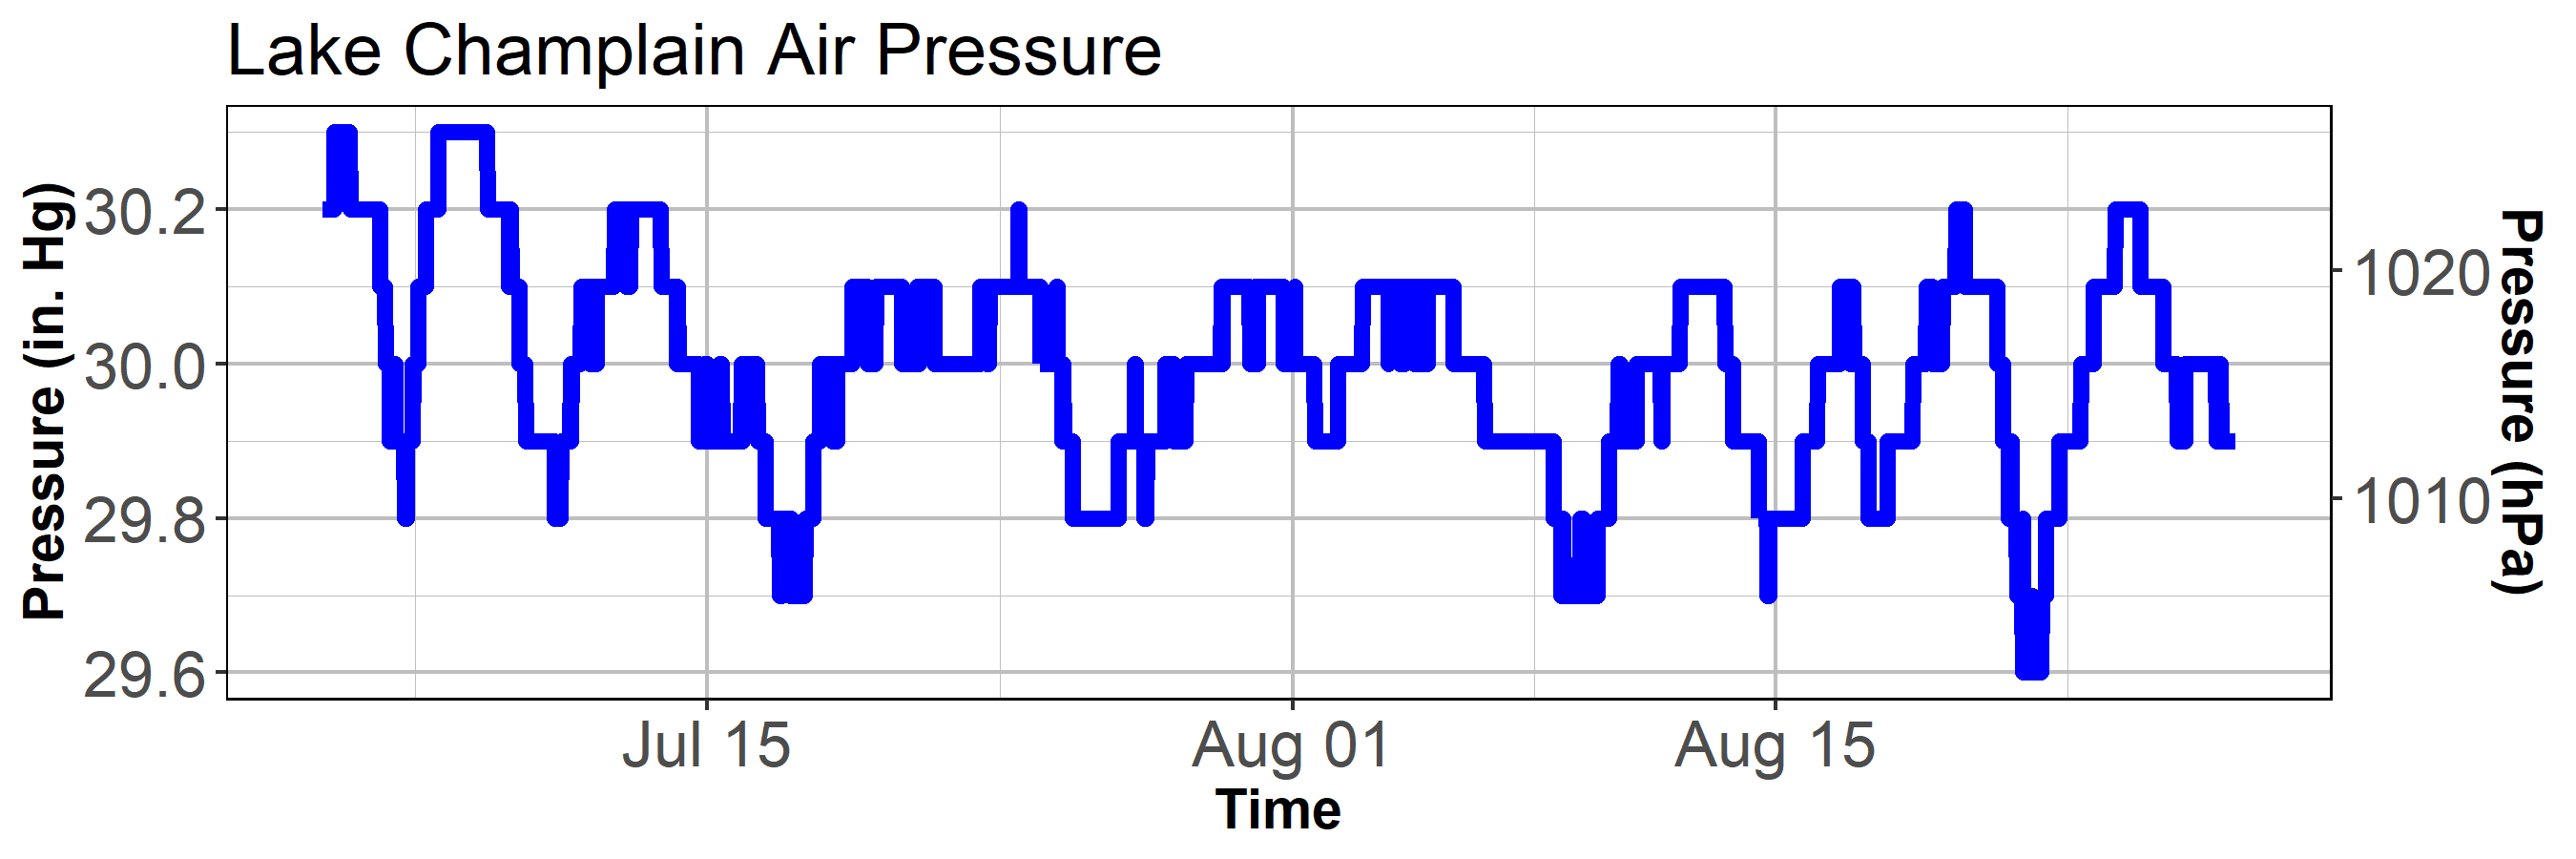 Lake Champlain Air Pressure
Pressure (in. Hg)
30.2
30.0
29.8
29.6
1020
1010
Pressure (hPa)
Jul 15
Aug 01
Aug 15
Time